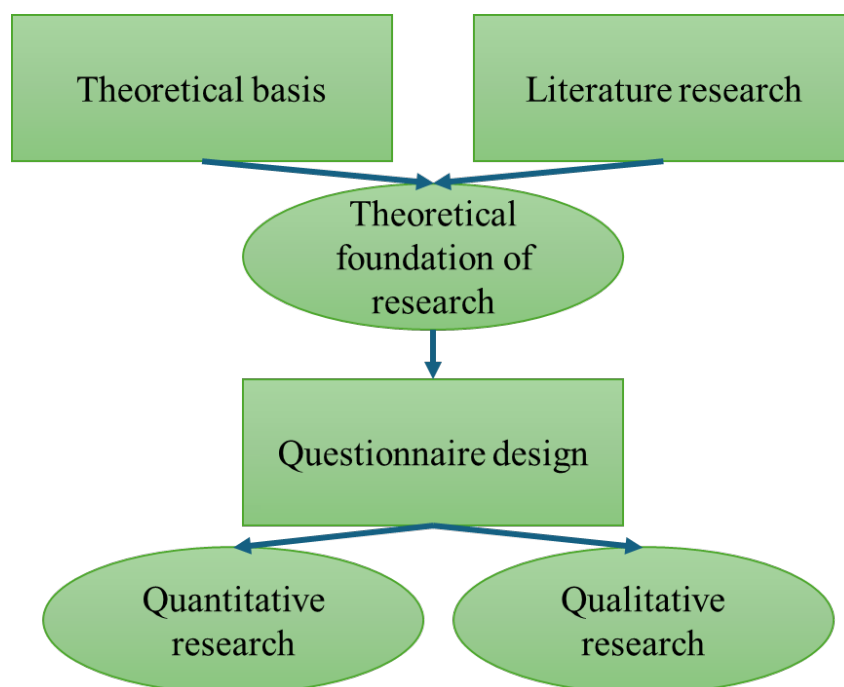 Theoretical basis
Literature research
Theoretical
foundation of
research
Questionnaire design
Quantitative
research
Qualitative
research